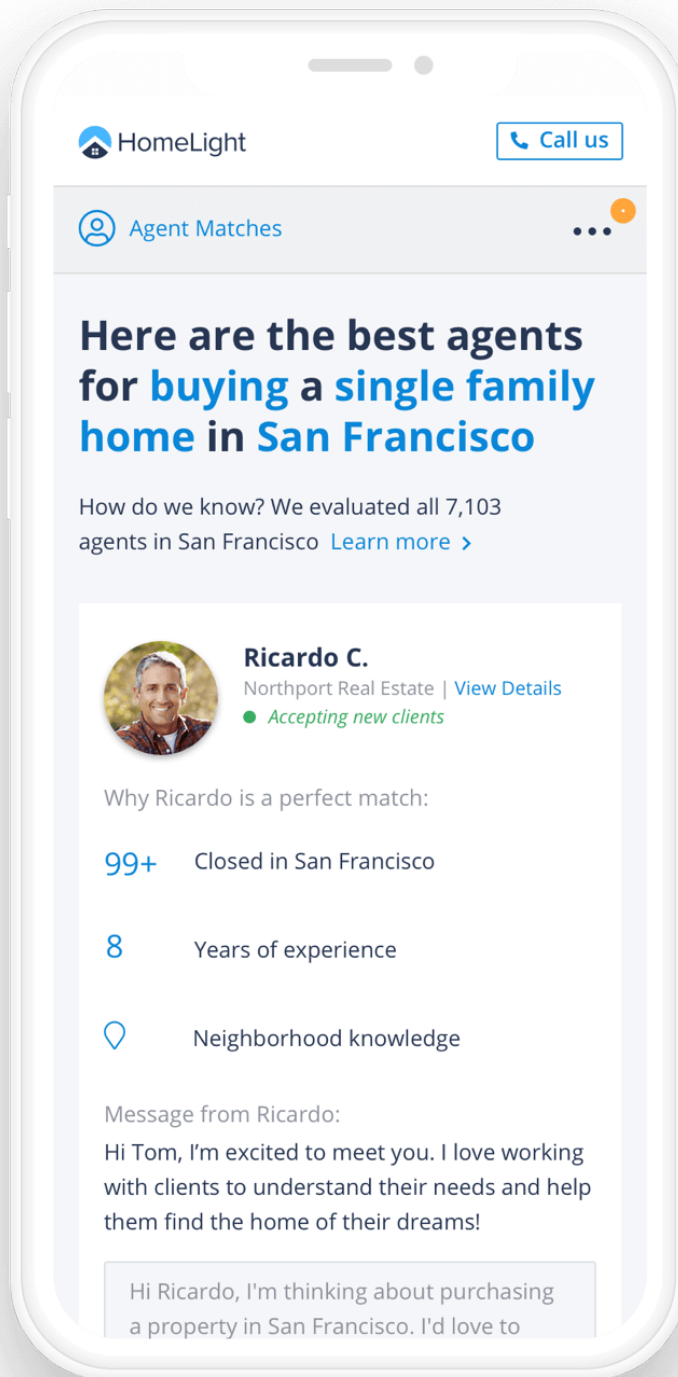 HomeLight
Call us
Agent Matches
Here are the best agents
for buying a single family
home in San Francisco
How do we know? We evaluated all 7,103
agents in San Francisco Learn more >
Ricardo C.
Northport Real Estate | View Details
Accepting new clients
Why Ricardo is a perfect match:
99+ Closed in San Francisco
8 Years of experience
Neighborhood knowledge
Message from Ricardo:
Hi Tom, I’m excited to meet you. I love working
with clients to understand their needs and help
them find the home of their dreams!
Hi Ricardo, I'm thinking about purchasing
a property in San Francisco. I'd love to